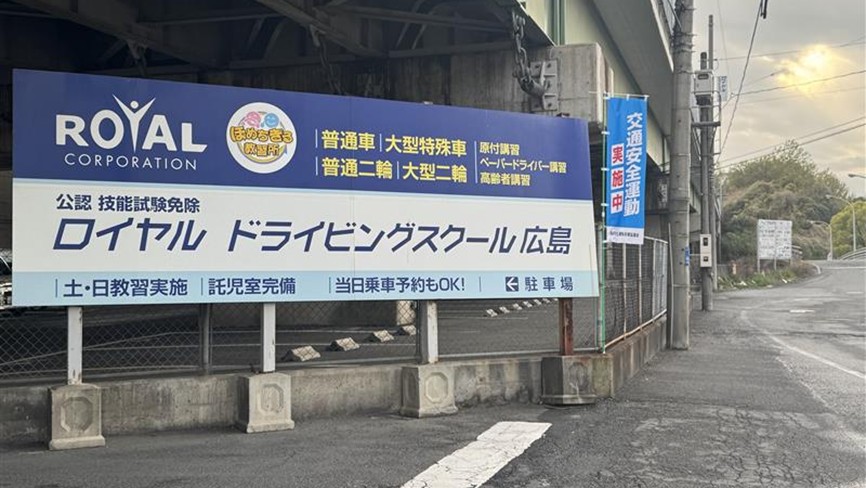 ROYAL
CORPORATION
ほめちぎる
教習所
普通車
大型特殊車
普通二輪
大型二輪
原付講習
ペーパードライバー講習
高齢者講習
公認 技能試験免除
ロイヤル ドライビングスクール 広島
土・日教習実施
託児室完備
当日乗車予約もOK!
駐車場
交通安全運動
実施中